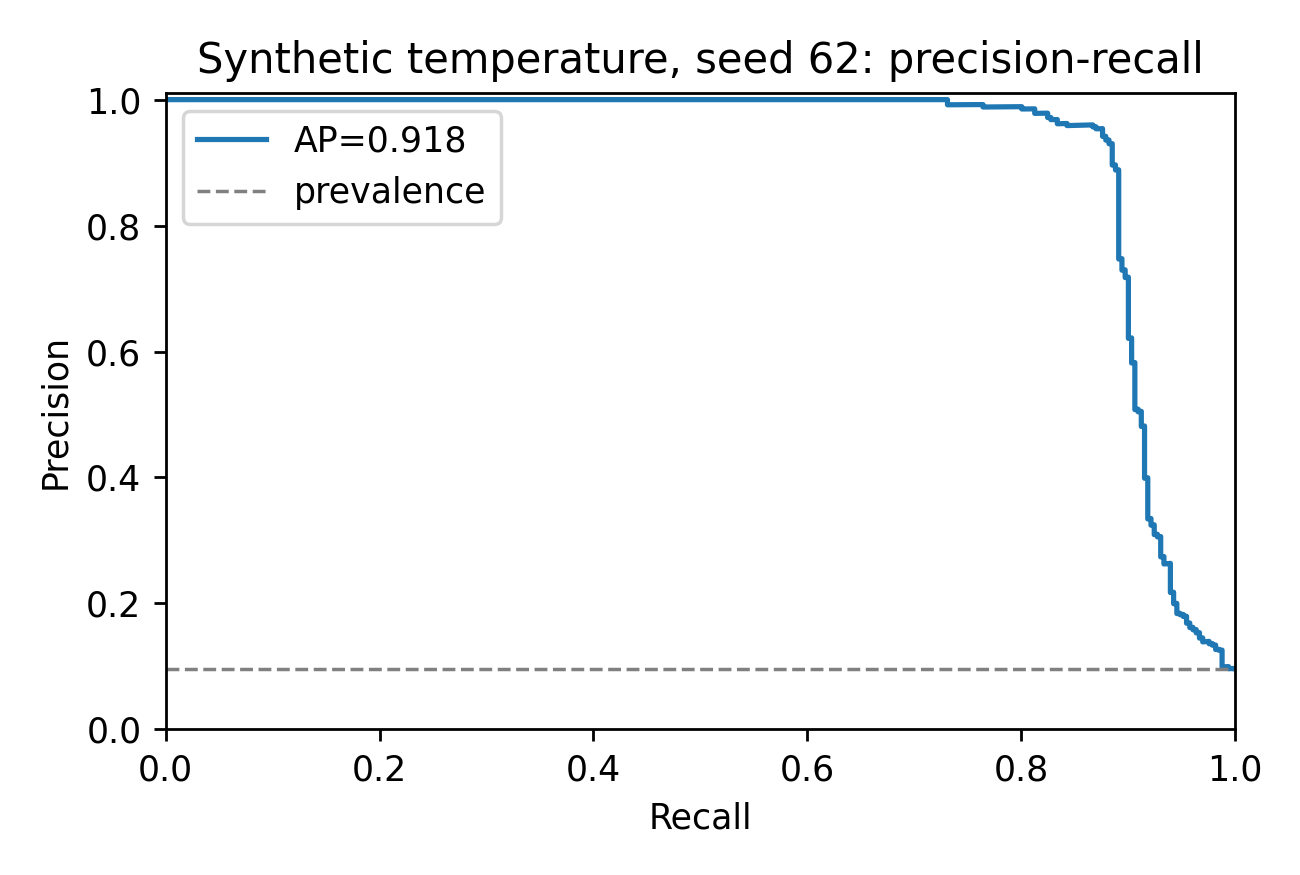 Synthetic temperature, seed 62: precision-recall
AP=0.918
prevalence
Precision
1.0
0.8
0.6
0.4
0.2
0.0
0.0 0.2 0.4 0.6 0.8 1.0
Recall